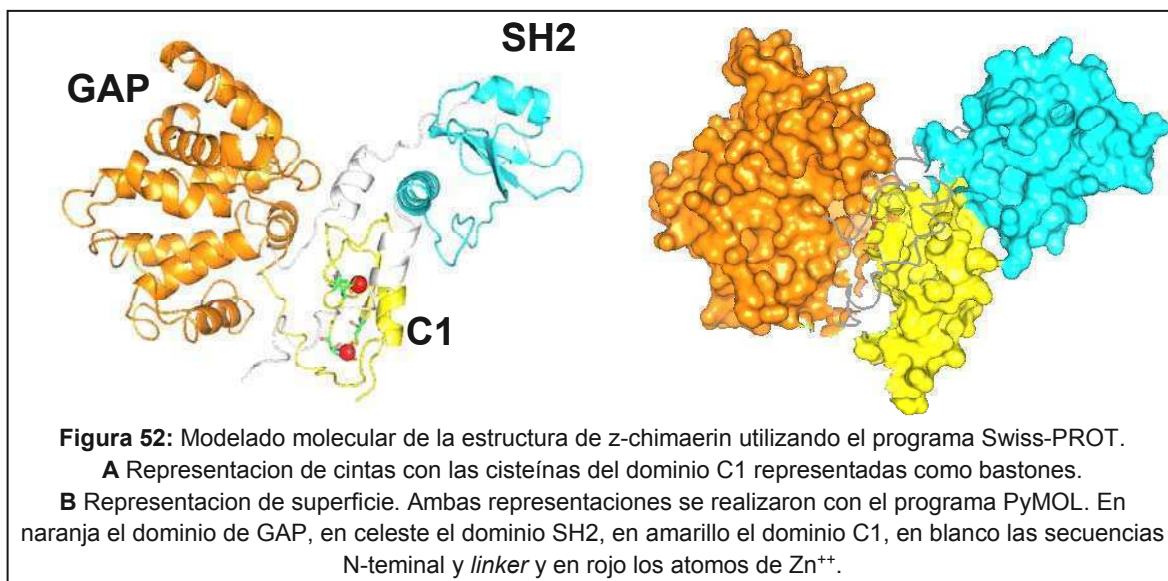 SH2
GAP
C1
Figura 52: Modelado molecular de la estructura de z-chimaerin utilizando el programa Swiss-PROT.
A Representacion de cintas con las cisteínas del dominio C1 representadas como bastones.
B Representacion de superficie. Ambas representaciones se realizaron con el programa PyMOL. En
naranja el dominio de GAP, en celeste el dominio SH2, en amarillo el dominio C1, en blanco las secuencias
N-teminal y linker y en rojo los atomos de Zn⁺⁺.